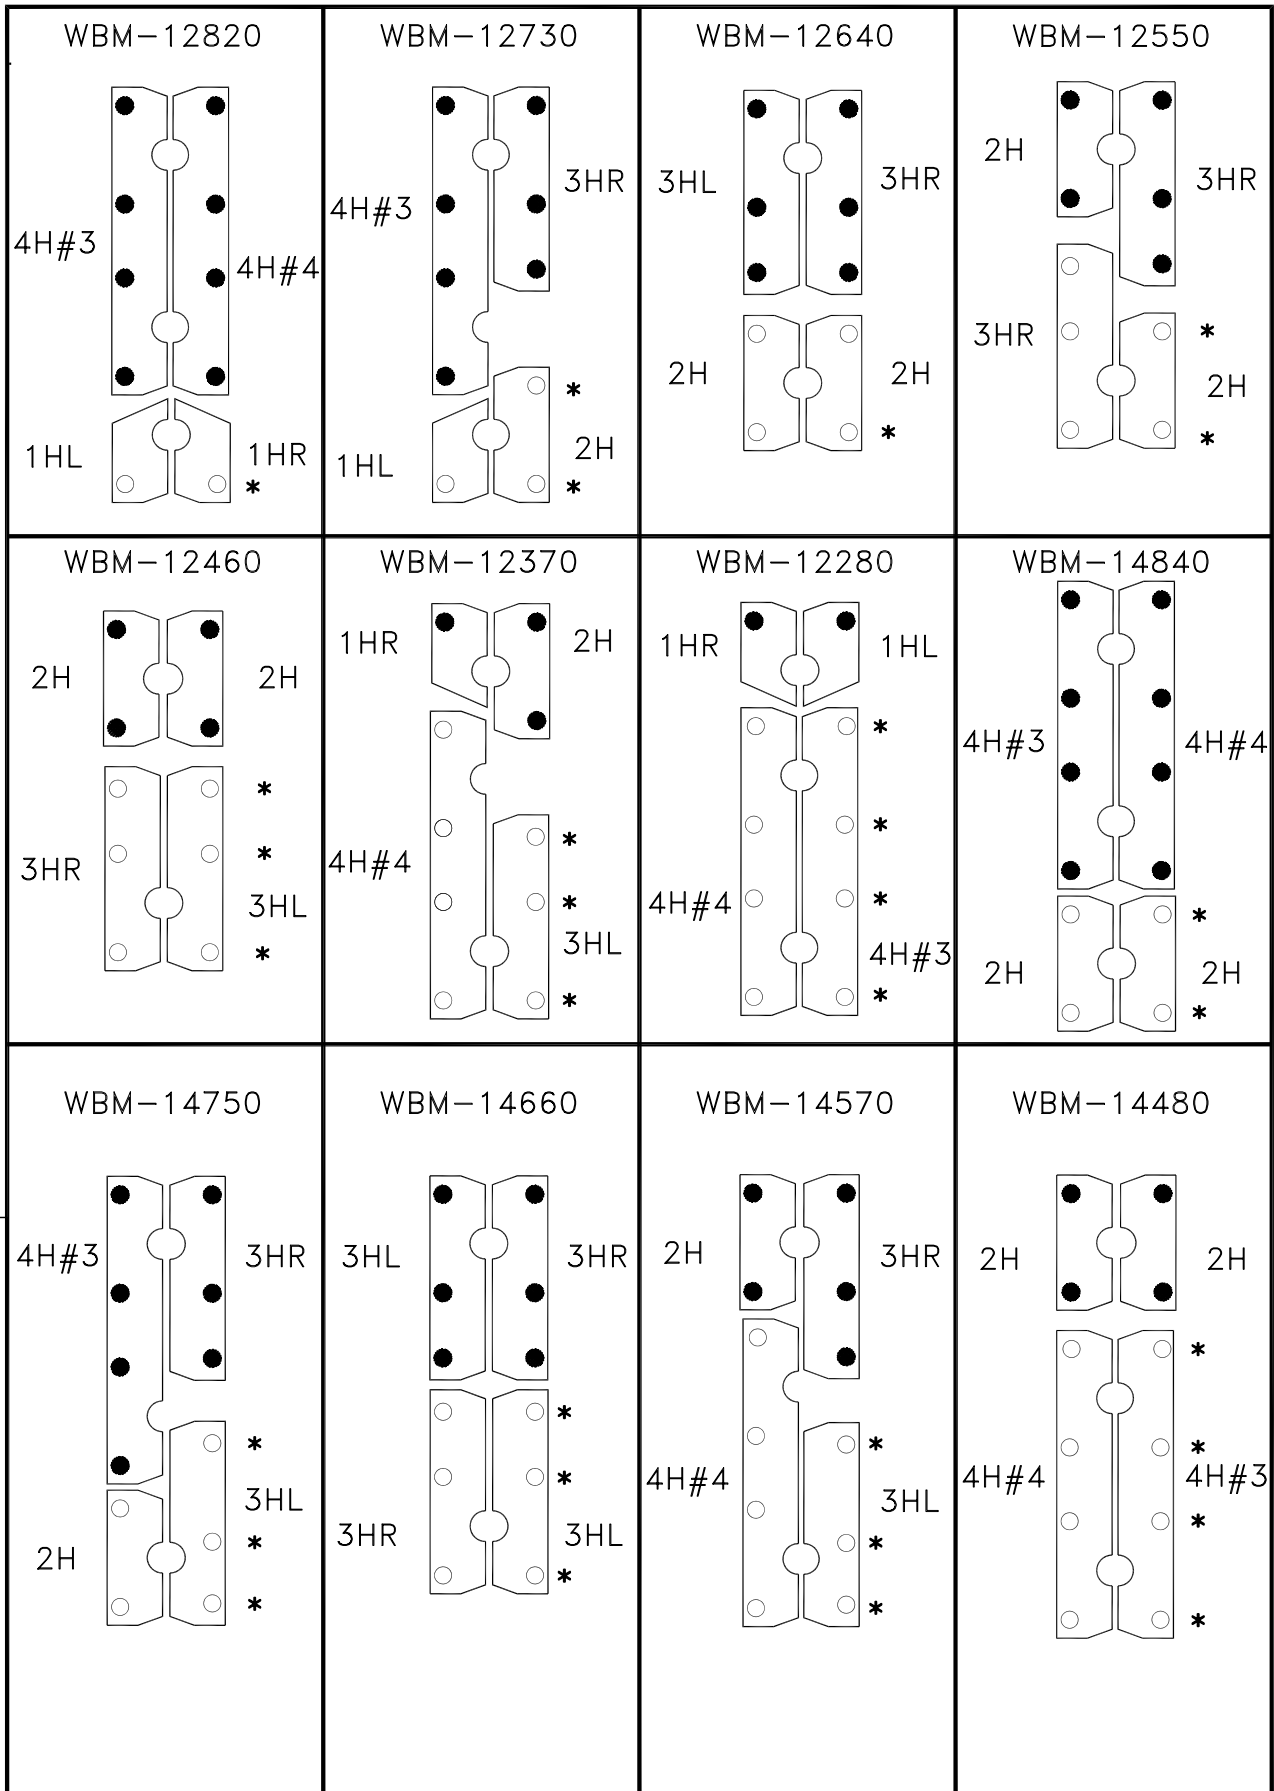 WBM-12820
4H#3
4H#4
1HL
1HR
*
WBM-12730
4H#3
3HR
*
1HL
2H
*
WBM-12640
3HL
3HR
2H
2H
*
WBM-12550
2H
3HR
3HR
*
2H
*
WBM-12460
2H
2H
*
*
3HR
3HL
*
WBM-12370
1HR
2H
*
4H#4
*
3HL
*
WBM-12280
1HR
1HL
*
*
*
4H#4
4H#3
*
WBM-14840
4H#3
4H#4
*
2H
2H
*
WBM-14750
4H#3
3HR
*
3HL
*
2H
*
WBM-14660
3HL
3HR
*
*
3HR
3HL
*
WBM-14570
2H
3HR
*
4H#4
3HL
*
*
WBM-14480
2H
2H
*
*
4H#4
4H#3
*
*